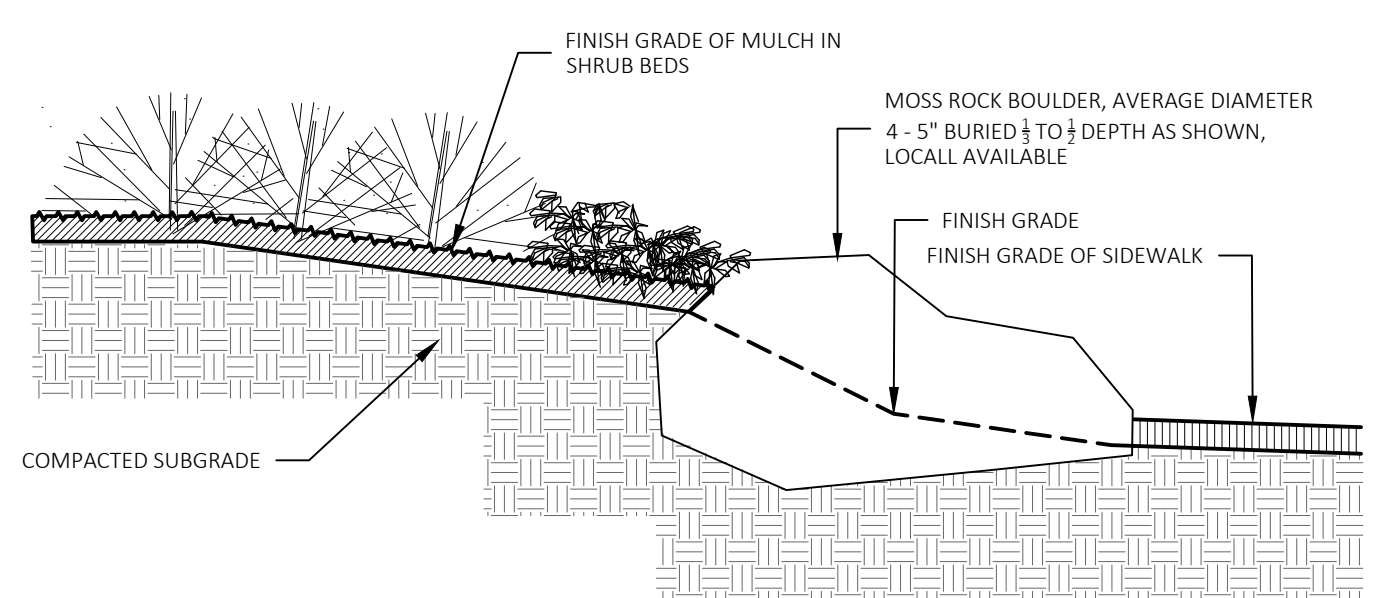 FINISH GRADE OF MULCH IN
SHRUB BEDS
MOSS ROCK BOULDER, AVERAGE DIAMETER
4 - 5" BURIED 1/3 TO 1/2 DEPTH AS SHOWN,
LOCALL AVAILABLE
FINISH GRADE
FINISH GRADE OF SIDEWALK
COMPACTED SUBGRADE